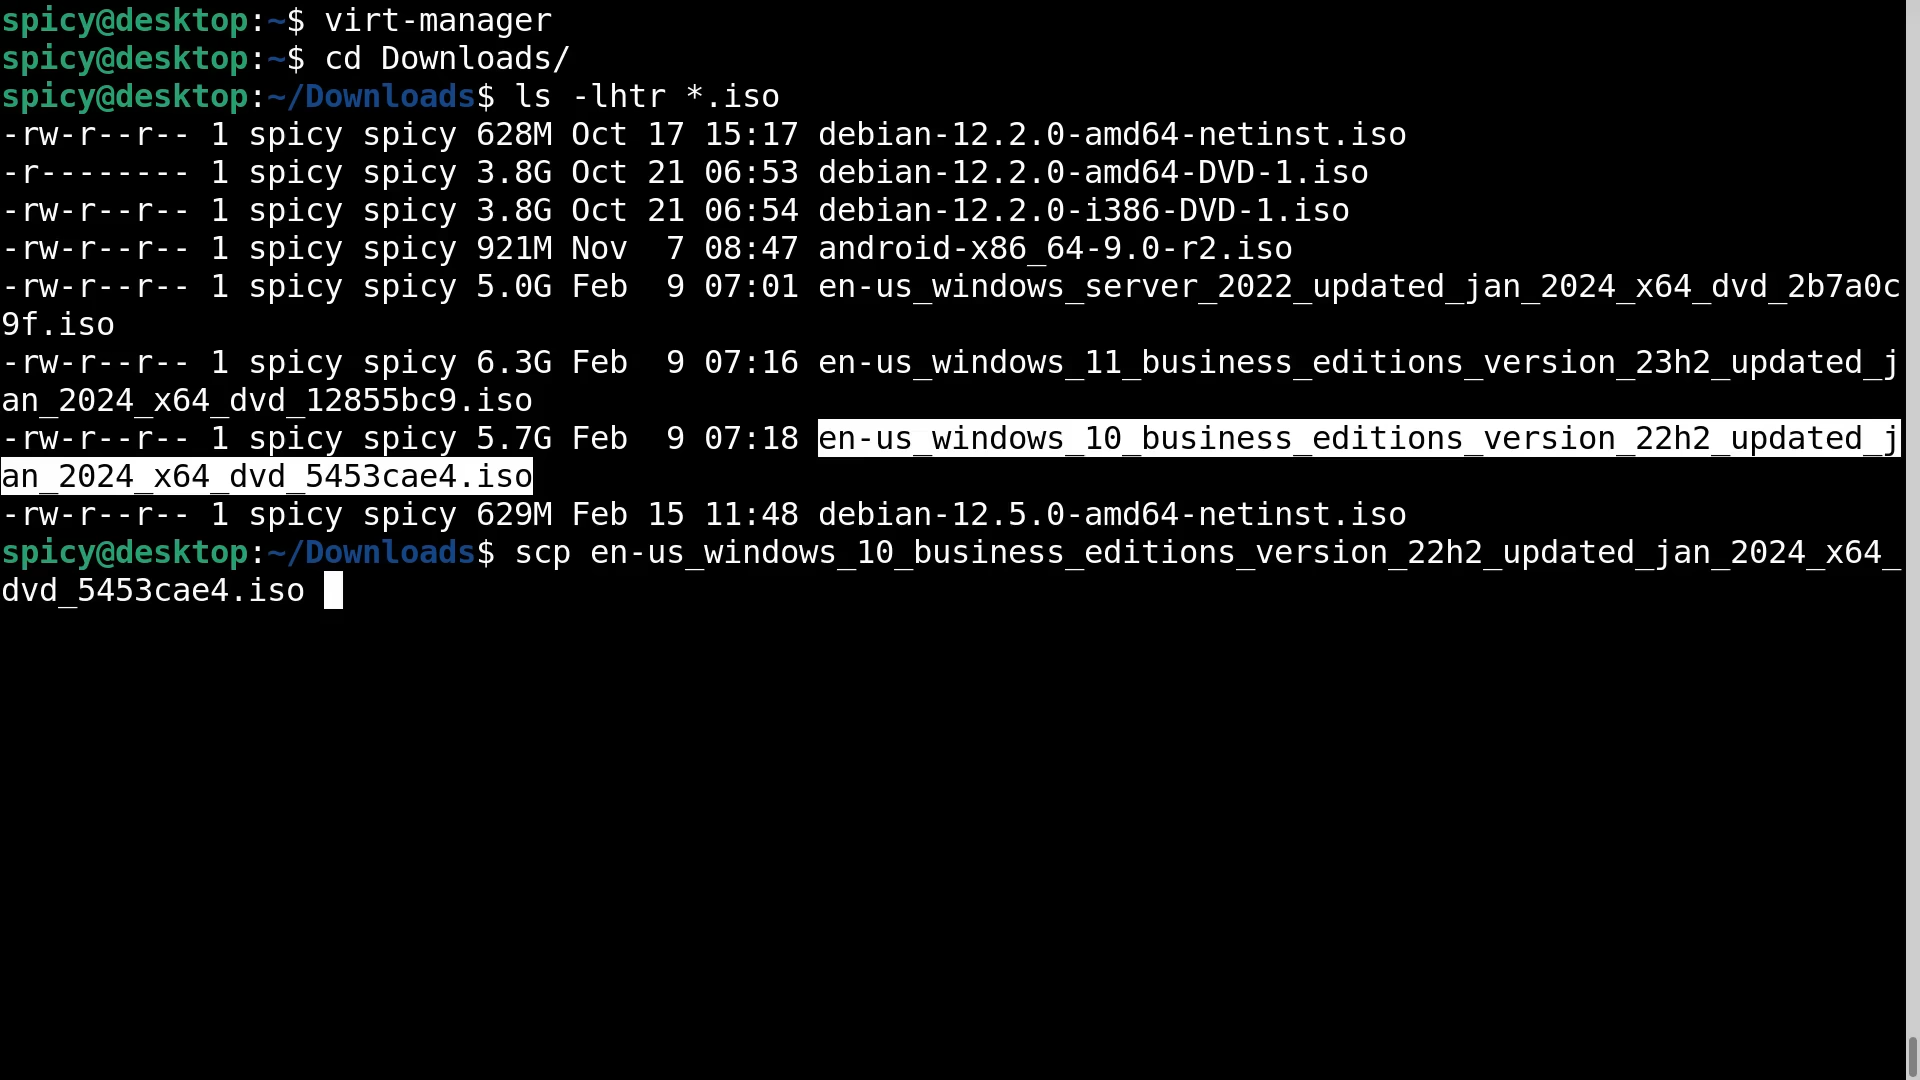 spicy@desktop:~$ virt-manager
spicy@desktop:~$ cd Downloads/
spicy@desktop:~/Downloads$ ls -lhtr *.iso
-rw-r--r-- 1 spicy spicy 628M Oct 17 15:17 debian-12.2.0-amd64-netinst.iso
-r-------- 1 spicy spicy 3.8G Oct 21 06:53 debian-12.2.0-amd64-DVD-1.iso
-rw-r--r-- 1 spicy spicy 3.8G Oct 21 06:54 debian-12.2.0-i386-DVD-1.iso
-rw-r--r-- 1 spicy spicy 921M Nov  7 08:47 android-x86_64-9.0-r2.iso
-rw-r--r-- 1 spicy spicy 5.0G Feb  9 07:01 en-us_windows_server_2022_updated_jan_2024_x64_dvd_2b7a0c
9f.iso
-rw-r--r-- 1 spicy spicy 6.3G Feb  9 07:16 en-us_windows_11_business_editions_version_23h2_updated_j
an_2024_x64_dvd_12855bc9.iso
-rw-r--r-- 1 spicy spicy 5.7G Feb  9 07:18 en-us_windows_10_business_editions_version_22h2_updated_j
an_2024_x64_dvd_5453cae4.iso
-rw-r--r-- 1 spicy spicy 629M Feb 15 11:48 debian-12.5.0-amd64-netinst.iso
spicy@desktop:~/Downloads$ scp en-us_windows_10_business_editions_version_22h2_updated_jan_2024_x64_
dvd_5453cae4.iso